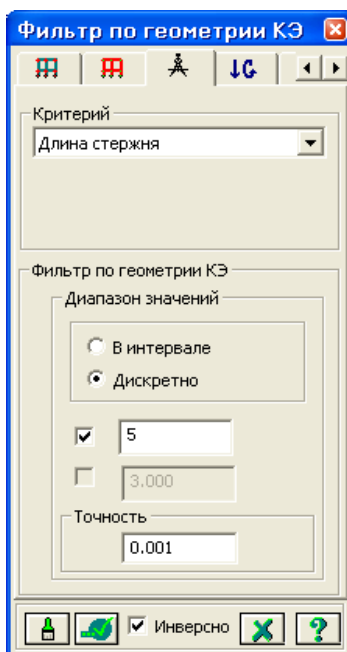 Фильтр по геометрии КЭ
Критерий
Длина стержня
Фильтр по геометрии КЭ
Диапазон значений
В интервале
Дискретно
5
3.000
Точность
0.001
Инверсно
?